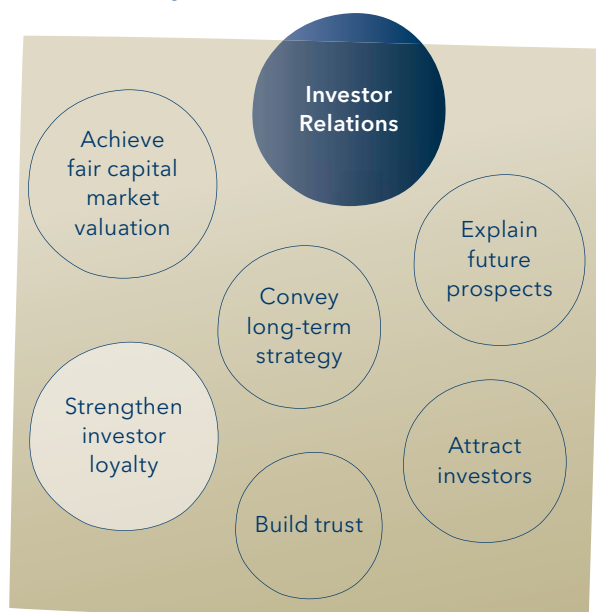 Investor
Relations
Achieve
fair capital
market
valuation
Explain
future
prospects
Convey
long-term
strategy
Strengthen
investor
loyalty
Attract
investors
Build trust